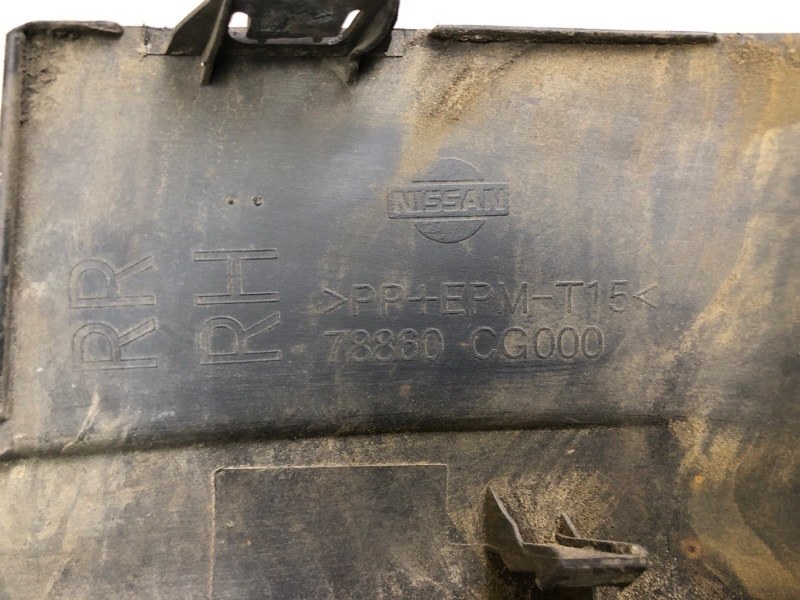 NISSAN
RR
RH
>PP+EPM-T15<
78860 CG000